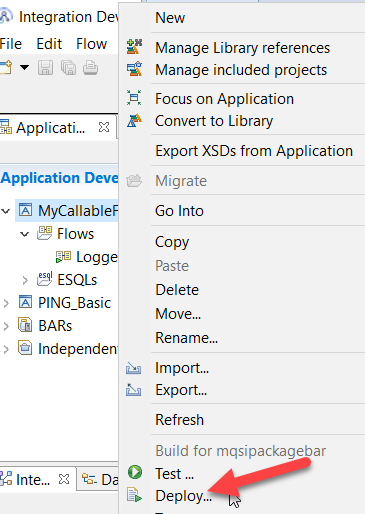 Integration Dev
File Edit Flow
Applicati...
Application Deve
MyCallableF
Flows
Logge
esql ESQLs
PING_Basic
BARs
Independent
Inte...
Da
New
Manage Library references
Manage included projects
Focus on Application
Convert to Library
Export XSDs from Application
Migrate
Go Into
Copy
Paste
Delete
Move...
Rename...
Import...
Export...
Refresh
Build for mqsipackagebar
Test ...
Deploy...